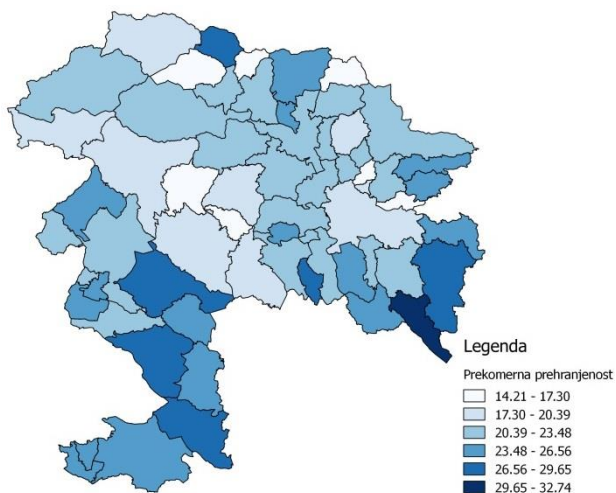 Legenda
Prekomerna prehranjenost
14.21 - 17.30
17.30 - 20.39
20.39 - 23.48
23.48 - 26.56
26.56 - 29.65
29.65 - 32.74